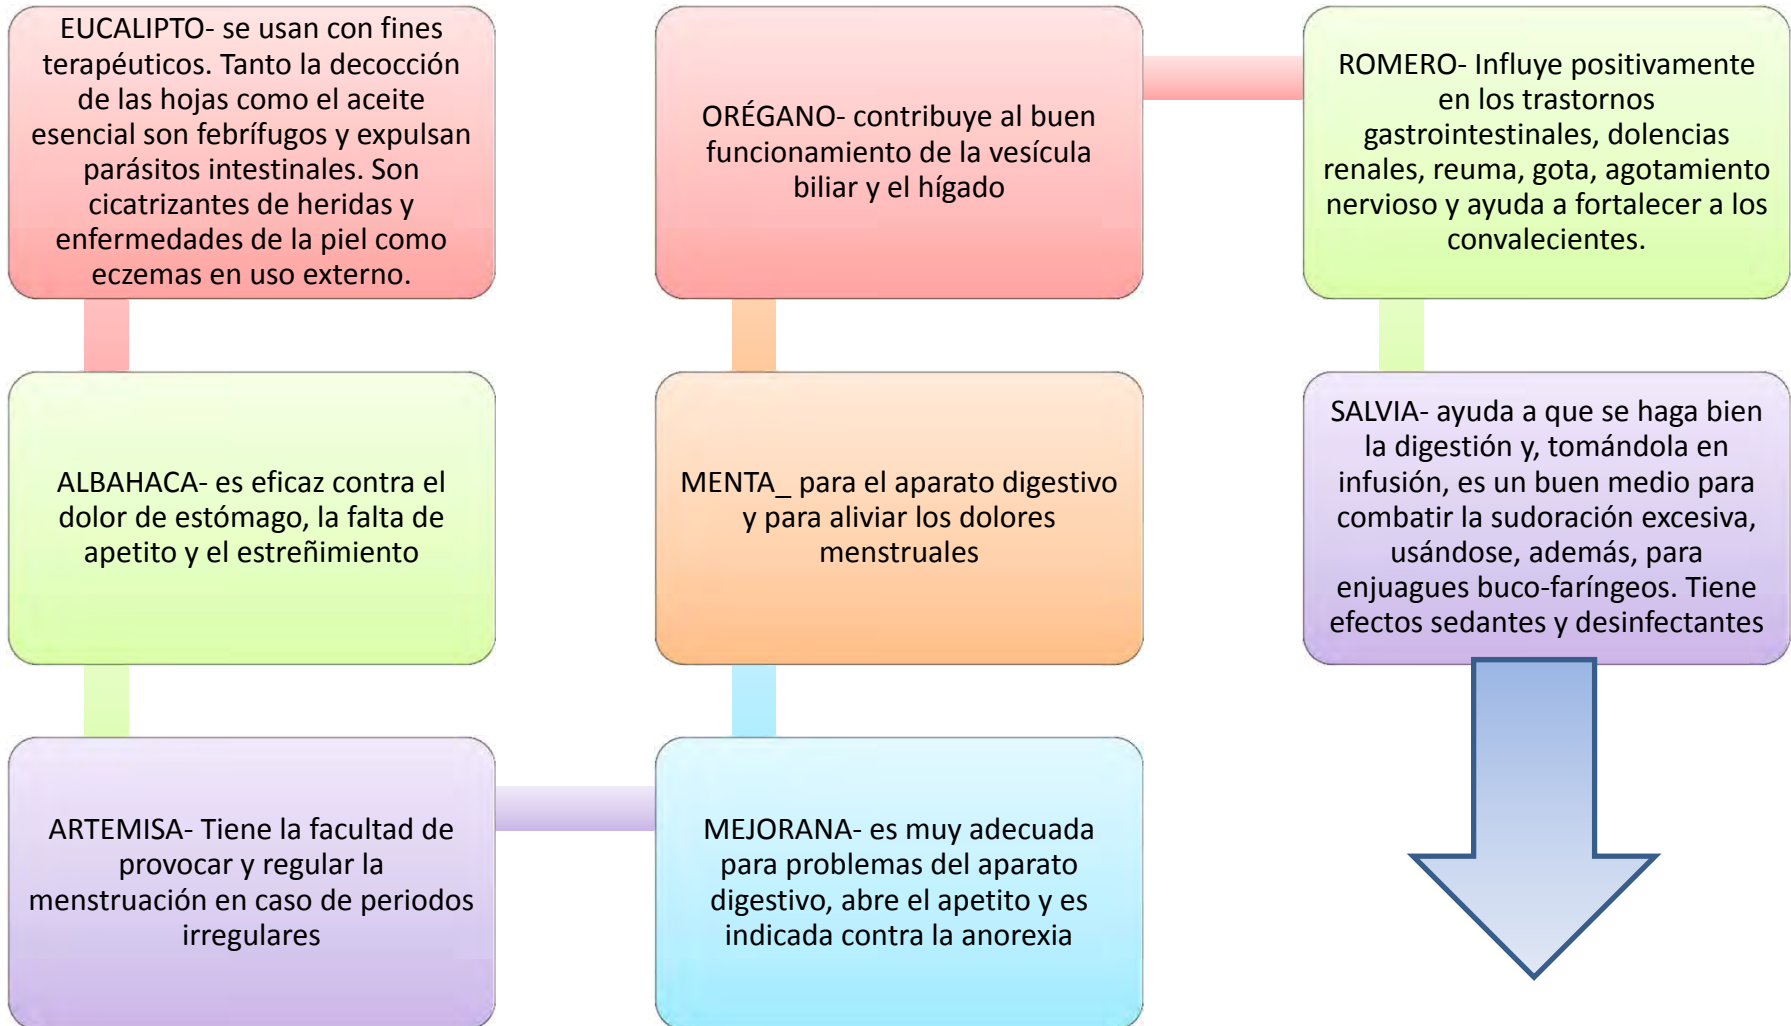 EUCALIPTO- se usan con fines
terapéuticos. Tanto la decocción
de las hojas como el aceite
esencial son febrífugos y expulsan
parásitos intestinales. Son
cicatrizantes de heridas y
enfermedades de la piel como
eczemas en uso externo.
ALBAHACA- es eficaz contra el
dolor de estómago, la falta de
apetito y el estreñimiento
ARTEMISA- Tiene la facultad de
provocar y regular la
menstruación en caso de periodos
irregulares
MEJORANA- es muy adecuada
para problemas del aparato
digestivo, abre el apetito y es
indicada contra la anorexia
MENTA_ para el aparato digestivo
y para aliviar los dolores
menstruales
ORÉGANO- contribuye al buen
funcionamiento de la vesícula
biliar y el hígado
ROMERO- Influye positivamente
en los trastornos
gastrointestinales, dolencias
renales, reuma, gota, agotamiento
nervioso y ayuda a fortalecer a los
convalecientes.
SALVIA- ayuda a que se haga bien
la digestión y, tomándola en
infusión, es un buen medio para
combatir la sudoración excesiva,
usándose, además, para
enjuagues buco-faríngeos. Tiene
efectos sedantes y desinfectantes